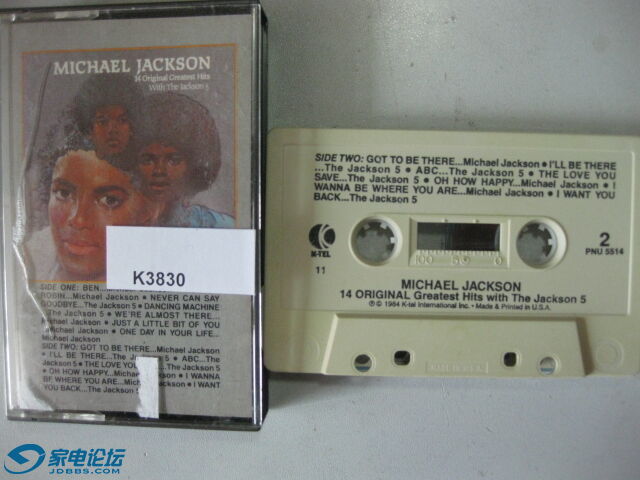 MICHAEL JACKSON
14 Original Greatest Hits
With The Jackson 5
K3830
SIDE ONE: BEN...
ROBIN...Michael Jackson • NEVER CAN SAY
GOODBYE...The Jackson 5 • DANCING MACHINE
...The Jackson 5 • WE'RE ALMOST THERE...
Michael Jackson • JUST A LITTLE BIT OF YOU
Jackson • ONE DAY IN YOUR LIFE...
Michael Jackson
SIDE TWO: GOT TO BE THERE...Michael Jackson
• I'LL BE THERE...The 5 • ABC...The
Jackson 5 • THE LOVE YOU The Jackson 5
• OH HOW HAPPY...Michael • I WANNA
BE WHERE YOU ARE...Michael Jackson • I WANT
YOU BACK...The Jackson 5
SIDE TWO: GOT TO BE THERE...Michael Jackson • I'LL BE THERE
...The Jackson 5 • ABC...The Jackson 5 • THE LOVE YOU
SAVE...The Jackson 5 • OH HOW HAPPY...Michael Jackson • I
WANNA BE WHERE YOU ARE...Michael Jackson • I WANT YOU
BACK...The Jackson 5
K-TEL
11
100 50 0
2
PNU 5514
MICHAEL JACKSON
14 ORIGINAL Greatest Hits with The Jackson 5
℗ © 1984 K-tel International Inc. • Made & Printed in U.S.A.
家电论坛
JDBBS.COM